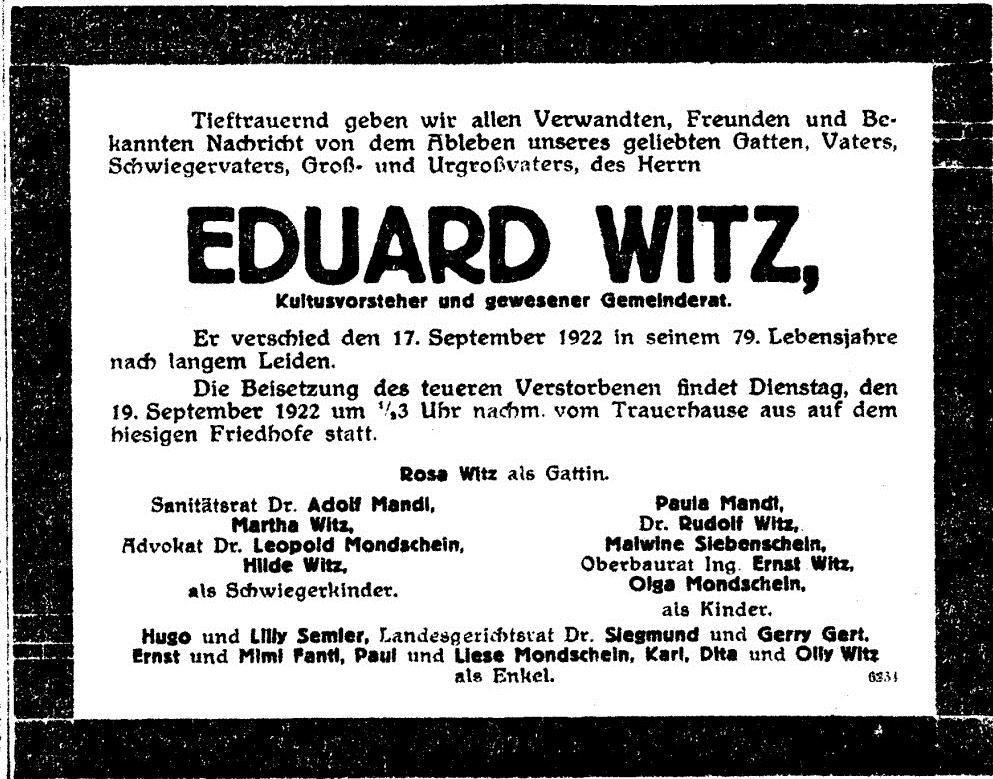 Tieftrauernd geben wir allen Verwandten, Freunden und Be-
kannten Nachricht von dem Ableben unseres geliebten Gatten, Vaters,
Schwiegervaters, Groß- und Urgroßvaters, des Herrn
EDUARD WITZ,
Kultusvorsteher und gewesener Gemeinderat.
Er verschied den 17. September 1922 in seinem 79. Lebensjahre
nach langem Leiden.
Die Beisetzung des teueren Verstorbenen findet Dienstag, den
19. September 1922 um ½3 Uhr nachm. vom Trauerhause aus auf dem
hiesigen Friedhofe statt.
Rosa Witz als Gattin.
Sanitätsrat Dr. Adolf Mandl,
Martha Witz,
Advokat Dr. Leopold Mondschein,
Hilde Witz,
als Schwiegerkinder.
Paula Mandl,
Dr. Rudolf Witz,
Malwine Siebenschein,
Oberbaurat Ing. Ernst Witz,
Olga Mondschein,
als Kinder.
Hugo und Lilly Semler, Landesgerichtsrat Dr. Siegmund und Gerry Gert,
Ernst und Mimi Fantl, Paul und Liese Mondschein, Karl, Dita und Olly Witz
als Enkel.
6234